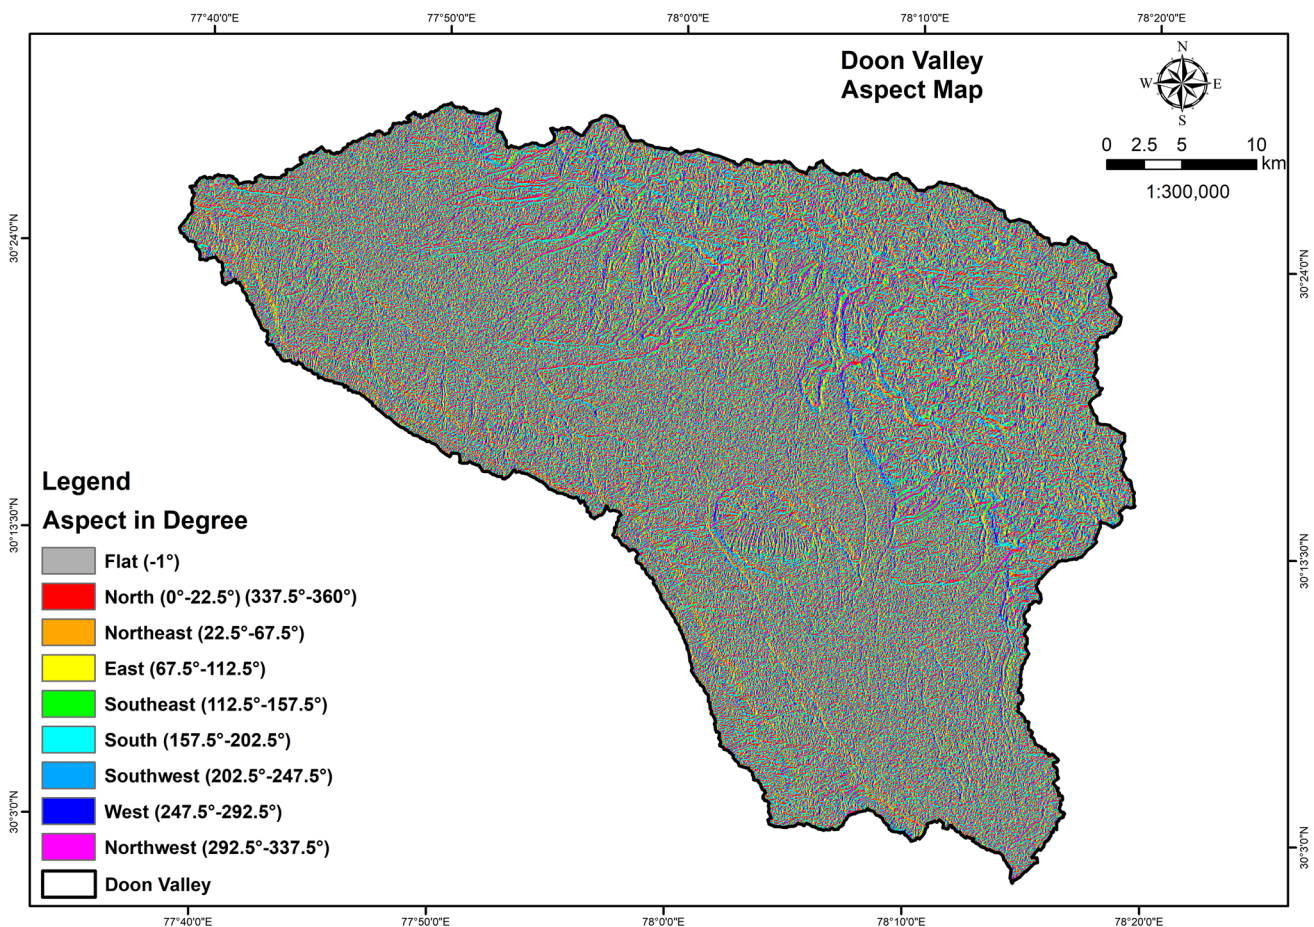 77°40'0"E 77°50'0"E 78°0'0"E 78°10'0"E 78°20'0"E
Doon Valley
Aspect Map
N
W E
S
0 2.5 5 10
km
1:300,000
30°24'0"N
30°24'0"N
30°13'30"N
30°13'30"N
30°3'0"N
30°3'0"N
Legend
Aspect in Degree
Flat (-1°)
North (0°-22.5°) (337.5°-360°)
Northeast (22.5°-67.5°)
East (67.5°-112.5°)
Southeast (112.5°-157.5°)
South (157.5°-202.5°)
Southwest (202.5°-247.5°)
West (247.5°-292.5°)
Northwest (292.5°-337.5°)
Doon Valley
77°40'0"E 77°50'0"E 78°0'0"E 78°10'0"E 78°20'0"E